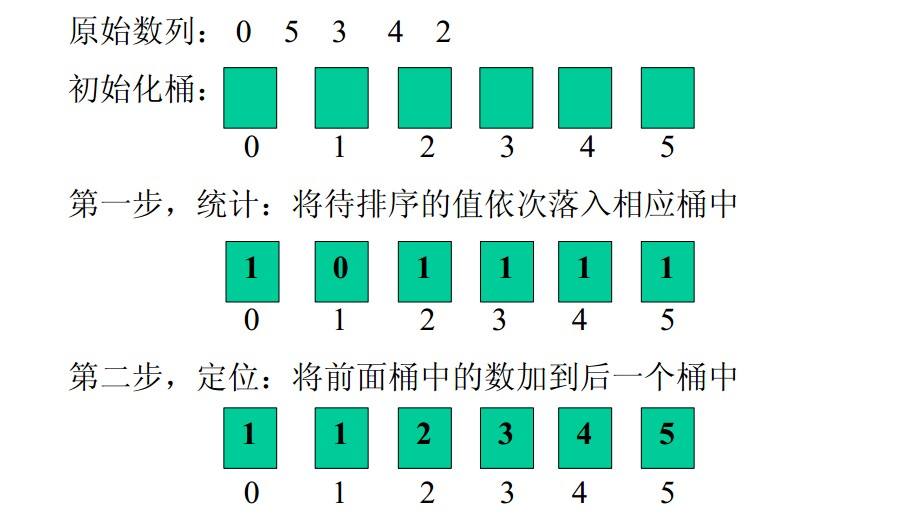 原始数列： 0 5 3 4 2
初始化桶：
0 1 2 3 4 5
第一步，统计：将待排序的值依次落入相应桶中
1 0 1 1 1 1
0 1 2 3 4 5
第二步，定位：将前面桶中的数加到后一个桶中
1 1 2 3 4 5
0 1 2 3 4 5